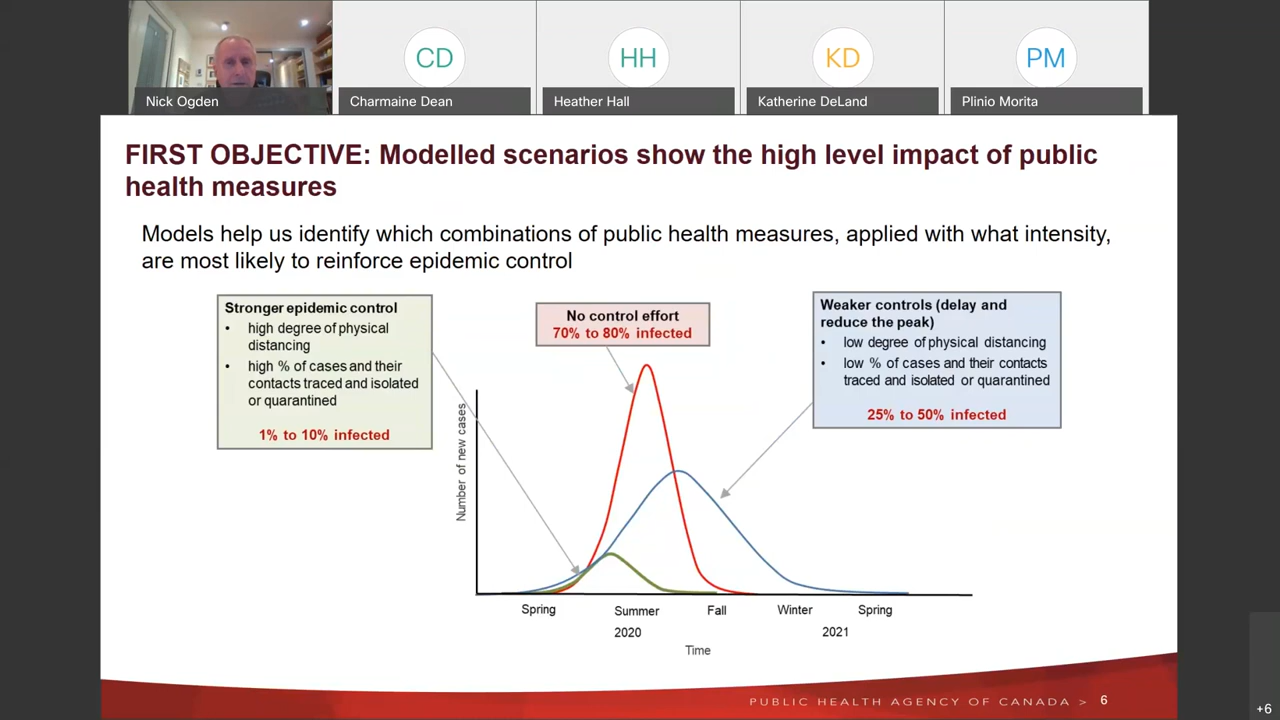 CD
HH
KD
PM
Nick Ogden
Charmaine Dean
Heather Hall
Katherine DeLand
Plinio Morita
FIRST OBJECTIVE: Modelled scenarios show the high level impact of public
health measures
Models help us identify which combinations of public health measures, applied with what intensity,
are most likely to reinforce epidemic control
Stronger epidemic control
• high degree of physical
distancing
• high % of cases and their
contacts traced and isolated
or quarantined
1% to 10% infected
No control effort
70% to 80% infected
Weaker controls (delay and
reduce the peak)
• low degree of physical distancing
• low % of cases and their contacts
traced and isolated or quarantined
25% to 50% infected
Number of new cases
Spring
Summer
Fall
Winter
Spring
2020
2021
Time
PUBLIC HEALTH AGENCY OF CANADA > 6
+6